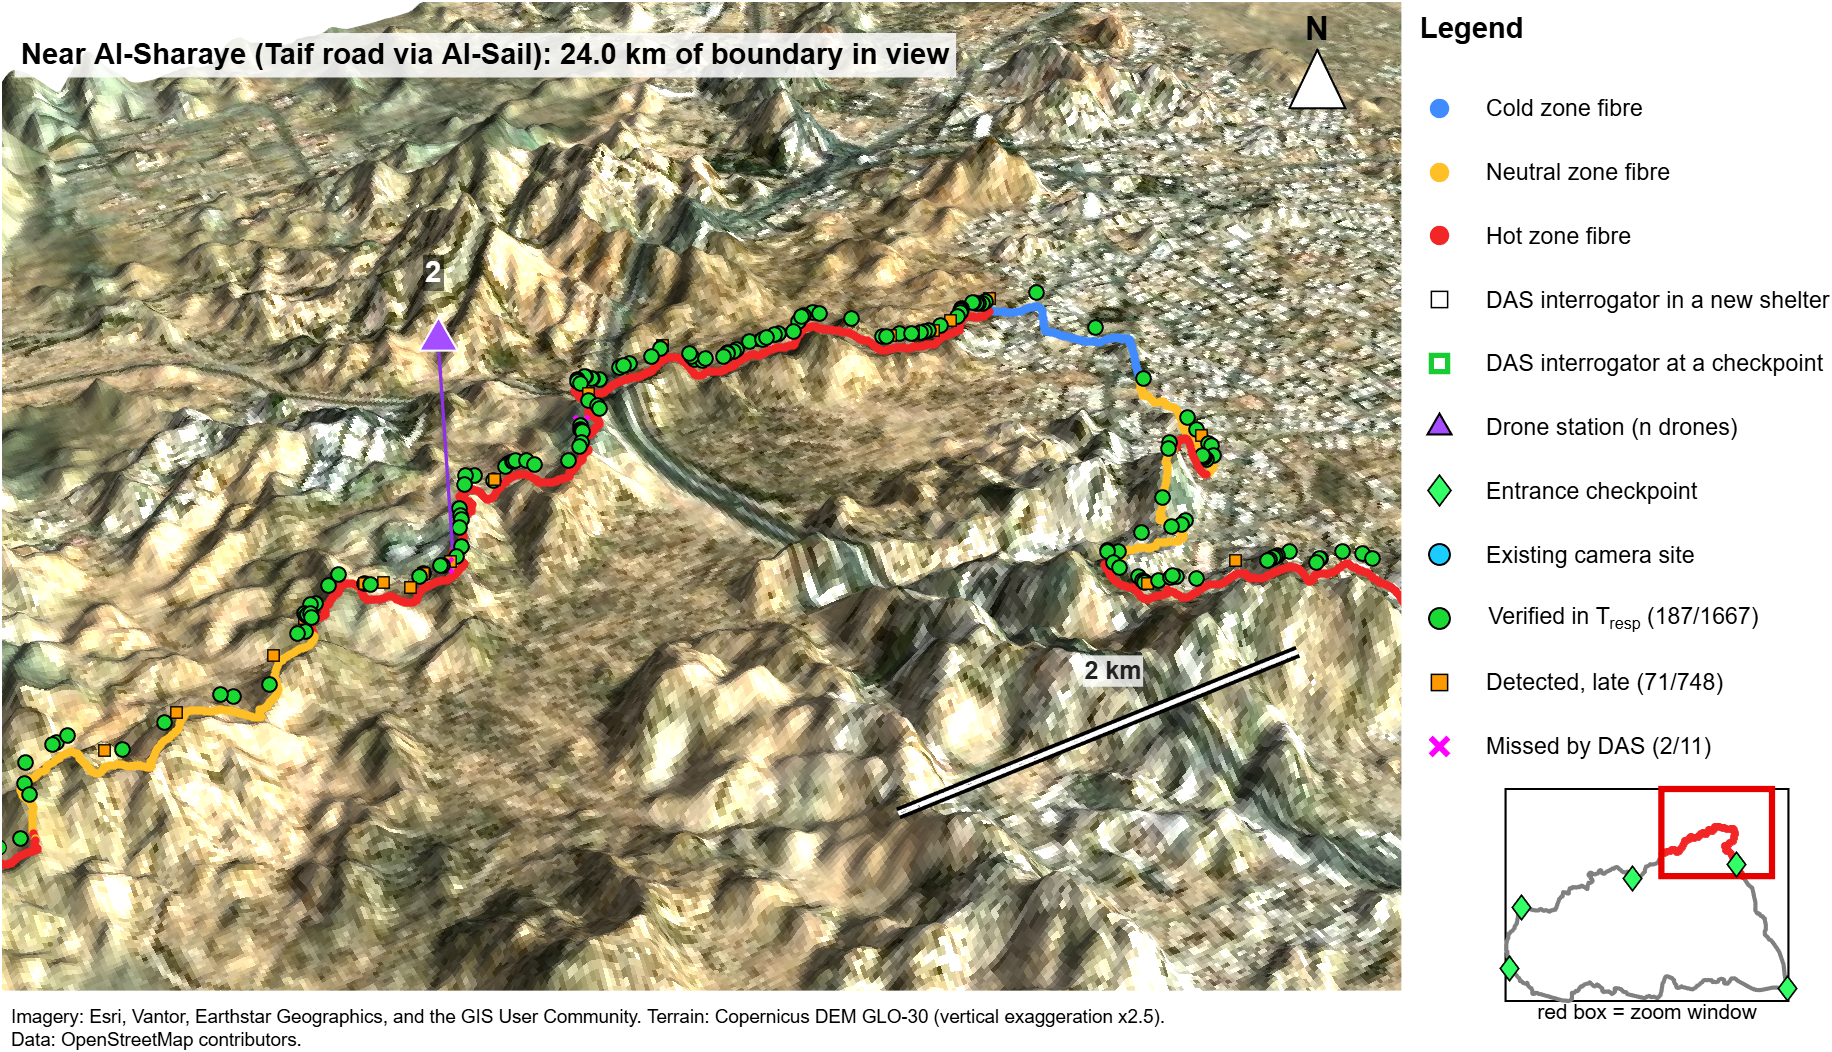 Near Al-Sharaye (Taif road via Al-Sail): 24.0 km of boundary in view
N
2
2 km
Legend
Cold zone fibre
Neutral zone fibre
Hot zone fibre
DAS interrogator in a new shelter
DAS interrogator at a checkpoint
Drone station (n drones)
Entrance checkpoint
Existing camera site
Verified in Tresp (187/1667)
Detected, late (71/748)
Missed by DAS (2/11)
red box = zoom window
Imagery: Esri, Vantor, Earthstar Geographics, and the GIS User Community. Terrain: Copernicus DEM GLO-30 (vertical exaggeration x2.5).
Data: OpenStreetMap contributors.